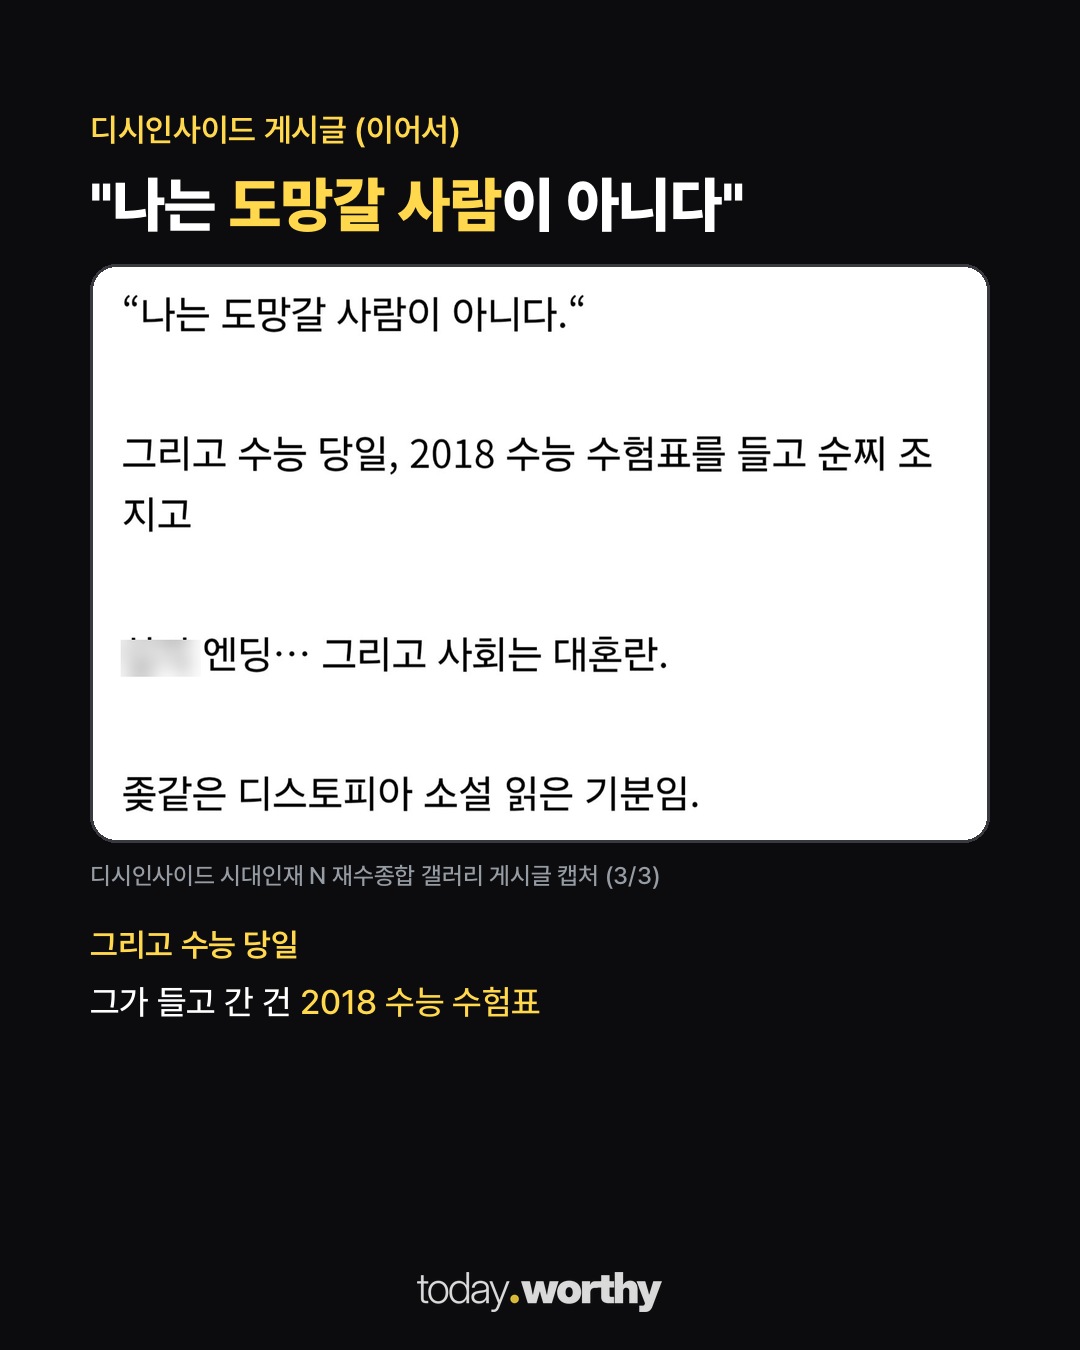 디시인사이드 게시글 (이어서)
"나는 도망갈 사람이 아니다"
“나는 도망갈 사람이 아니다.“
그리고 수능 당일, 2018 수능 수험표를 들고 순찌 조
지고
엔딩… 그리고 사회는 대혼란.
좆같은 디스토피아 소설 읽은 기분임.
디시인사이드 시대인재 N 재수종합 갤러리 게시글 캡처 (3/3)
그리고 수능 당일
그가 들고 간 건 2018 수능 수험표
today.worthy